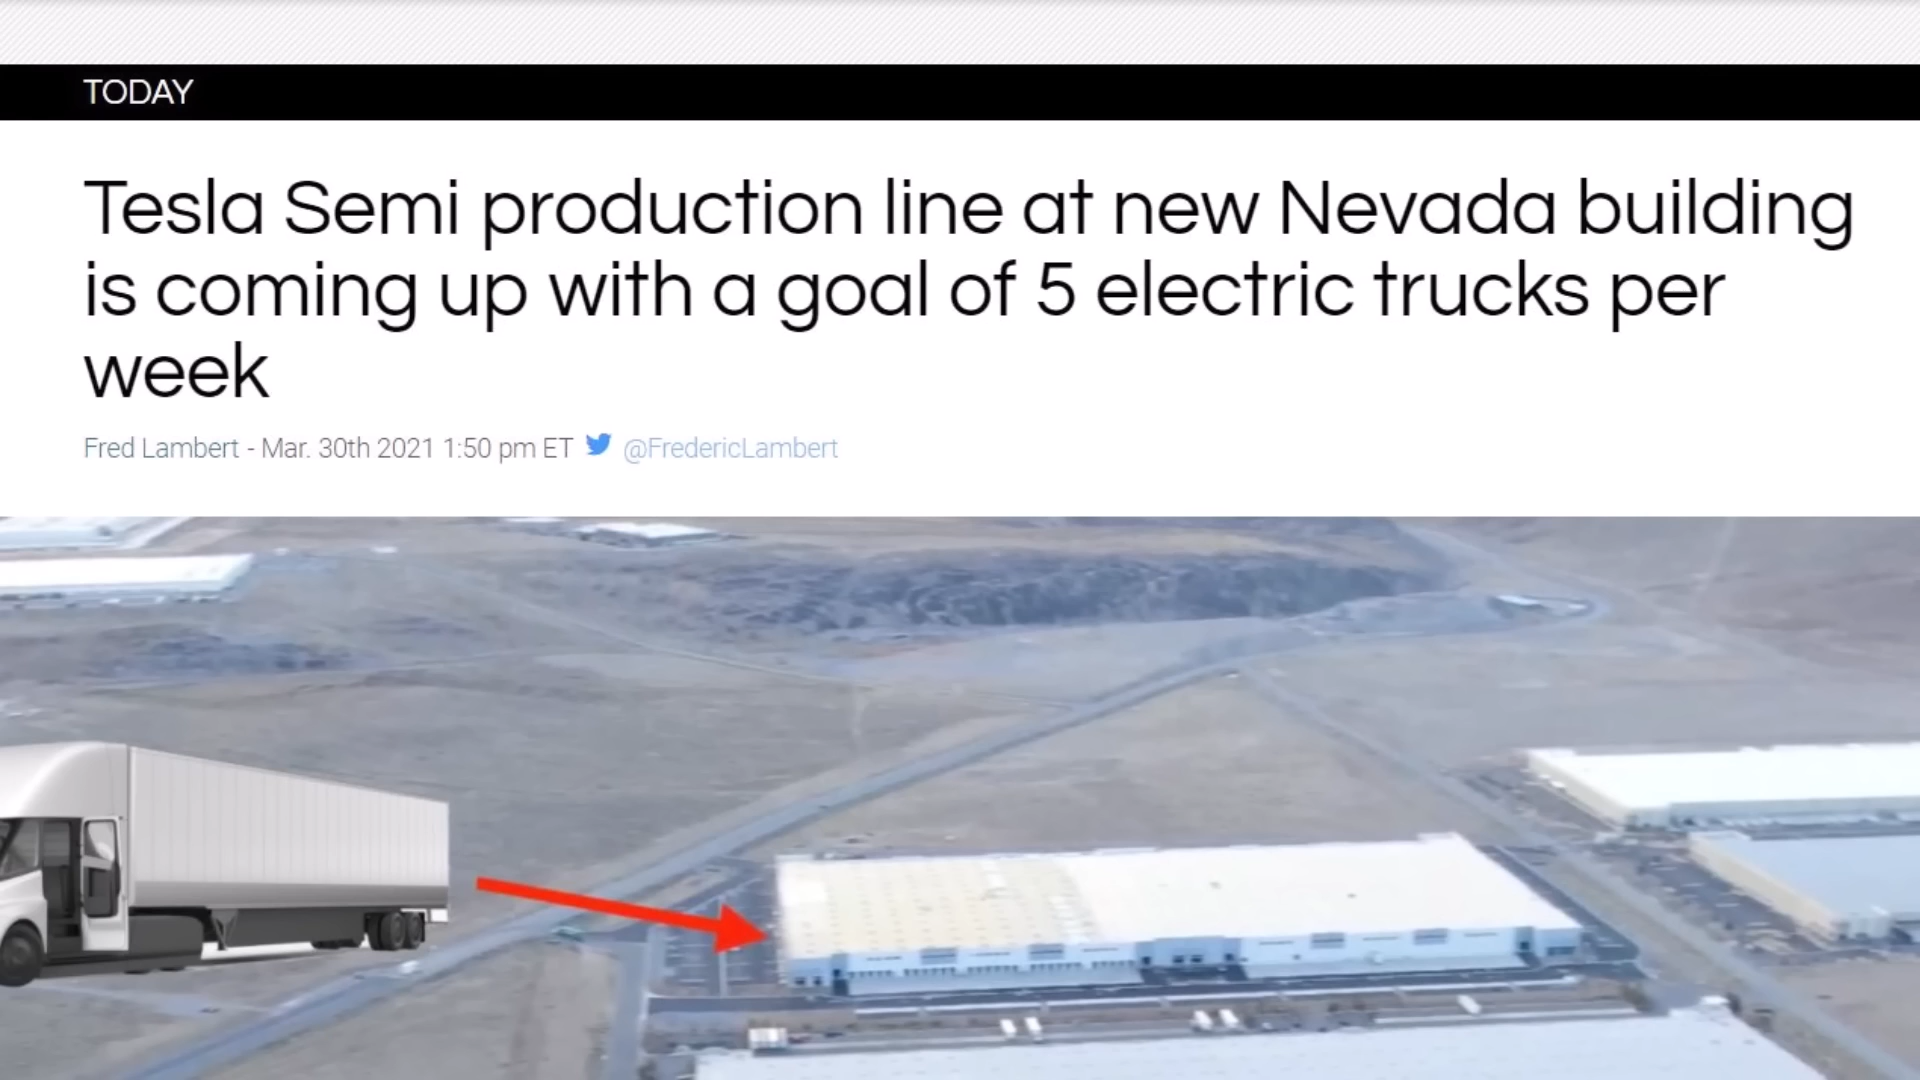 TODAY
Tesla Semi production line at new Nevada building
is coming up with a goal of 5 electric trucks per
week
Fred Lambert - Mar. 30th 2021 1:50 pm ET @FredericLambert